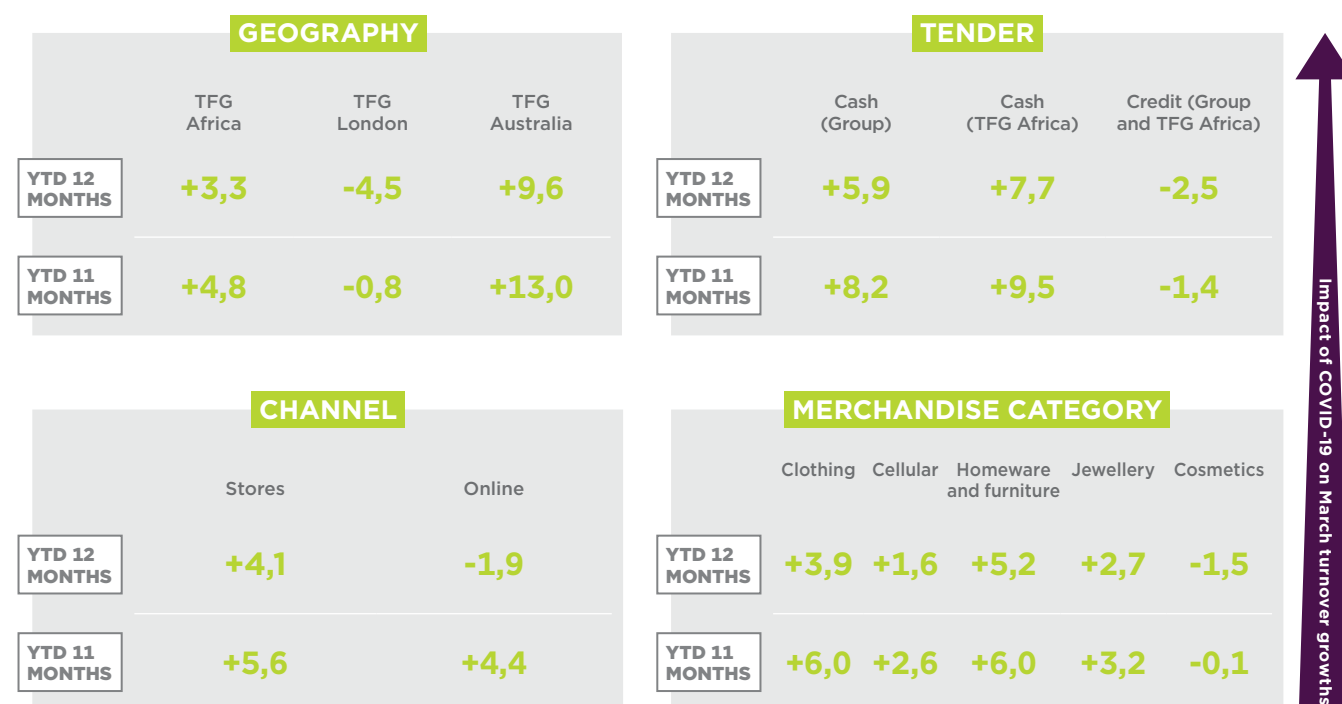 GEOGRAPHY
TFG Africa
TFG London
TFG Australia
YTD 12 MONTHS
+3,3 -4,5 +9,6
YTD 11 MONTHS
+4,8 -0,8 +13,0
TENDER
Cash (Group)
Cash (TFG Africa)
Credit (Group and TFG Africa)
YTD 12 MONTHS
+5,9 +7,7 -2,5
YTD 11 MONTHS
+8,2 +9,5 -1,4
CHANNEL
Stores Online
YTD 12 MONTHS
+4,1 -1,9
YTD 11 MONTHS
+5,6 +4,4
MERCHANDISE CATEGORY
Clothing
Cellular
Homeware and furniture
Jewellery
Cosmetics
YTD 12 MONTHS
+3,9 +1,6 +5,2 +2,7 -1,5
YTD 11 MONTHS
+6,0 +2,6 +6,0 +3,2 -0,1
Impact of COVID-19 on March turnover growths